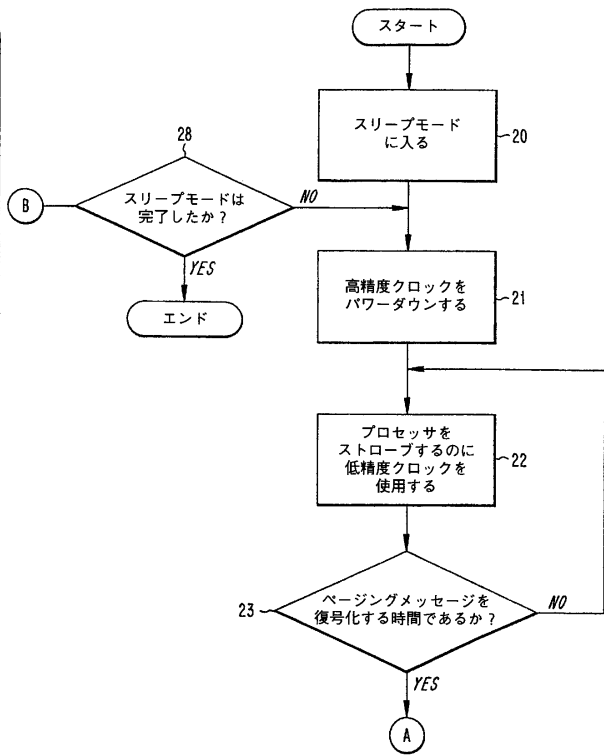 スタート
スリープモード
に入る
20
28
B
スリープモードは
完了したか？
NO
YES
エンド
高精度クロックを
パワーダウンする
21
プロセッサを
ストローブするのに
低精度クロックを
使用する
22
23
ページングメッセージを
復号化する時間であるか？
NO
YES
A